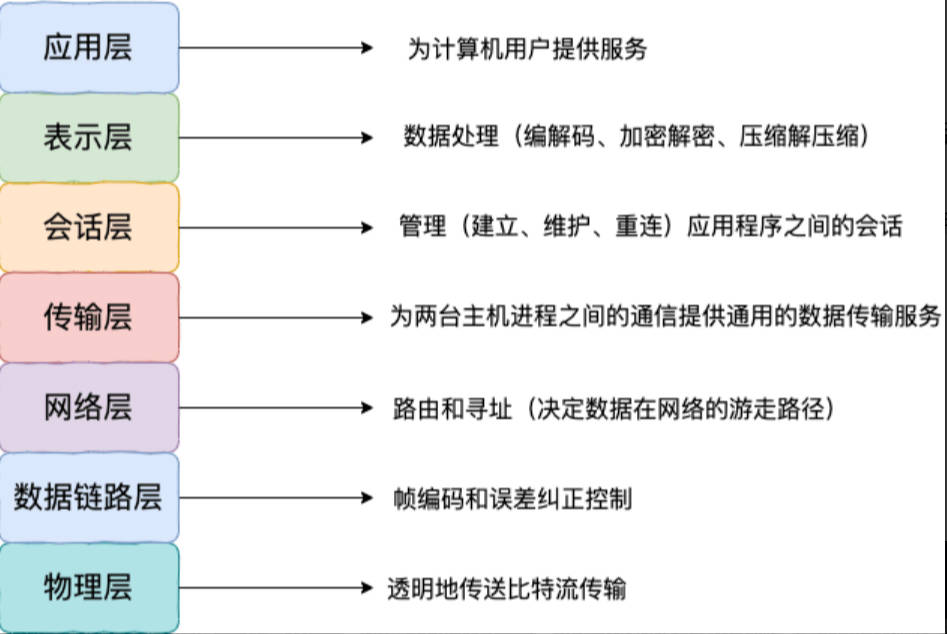 应用层
为计算机用户提供服务
表示层
数据处理（编解码、加密解密、压缩解压缩）
会话层
管理（建立、维护、重连）应用程序之间的会话
传输层
为两台主机进程之间的通信提供通用的数据传输服务
网络层
路由和寻址（决定数据在网络的游走路径）
数据链路层
帧编码和误差纠正控制
物理层
透明地传送比特流传输